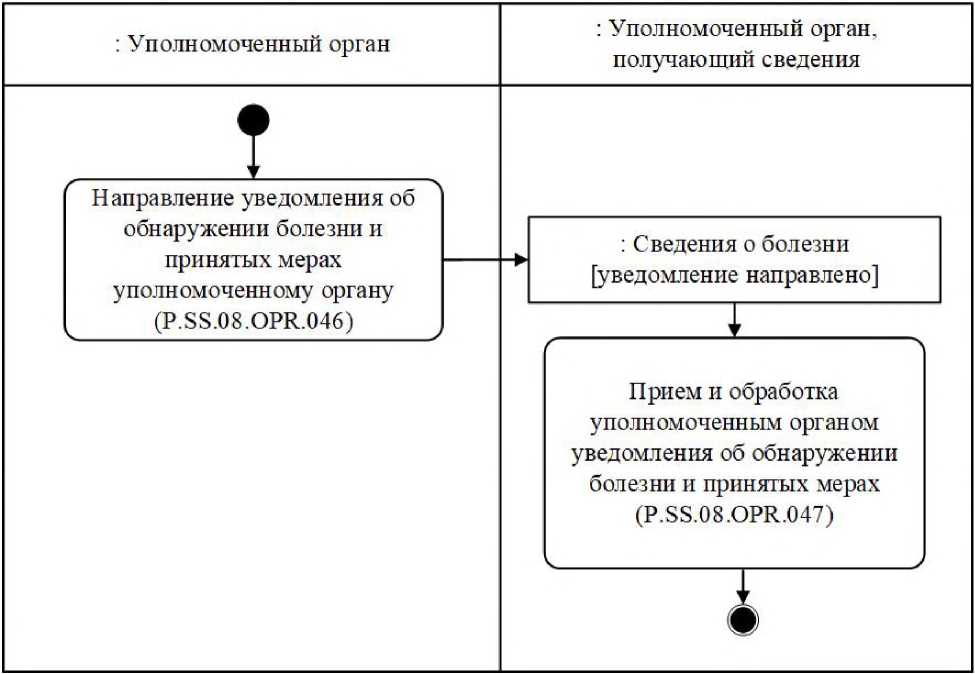 : Уполномоченный орган
: Уполномоченный орган,
получающий сведения
Направление уведомления об
обнаружении болезни и
принятых мерах
уполномоченному органу
(P.SS.08.OPR.046)
: Сведения о болезни
[уведомление направлено]
Прием и обработка
уполномоченным органом
уведомления об обнаружении
болезни и принятых мерах
(P.SS.08.OPR.047)